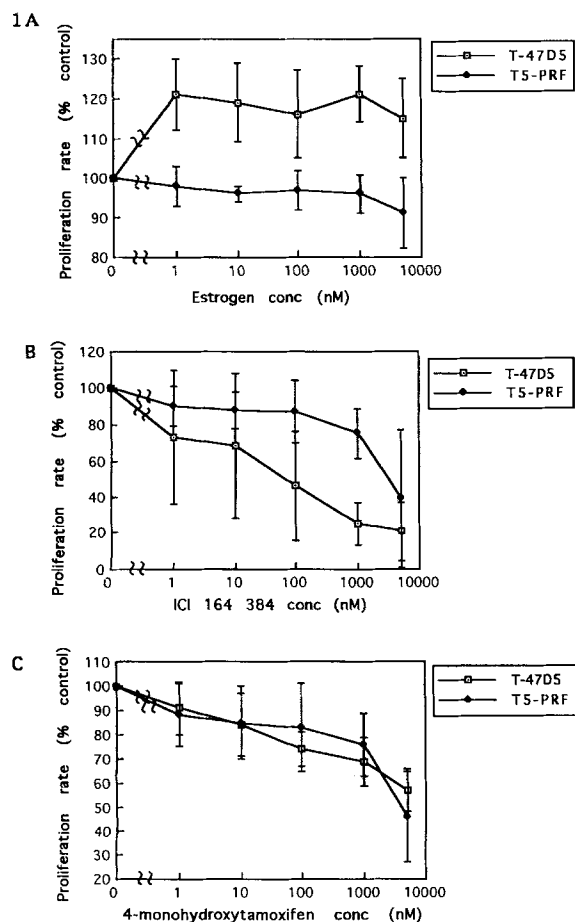 1A
Proliferation rate (% control)
130
120
110
100
90
80
0
1
10
100
1000
10000
Estrogen conc (nM)
T-47D5
T5-PRF
B
Proliferation rate (% control)
120
100
80
60
40
20
0
0
1
10
100
1000
10000
ICI 164 384 conc (nM)
T-47D5
T5-PRF
C
Proliferation rate (% control)
110
100
90
80
70
60
50
40
30
20
0
1
10
100
1000
10000
4-monohydroxytamoxifen conc (nM)
T-47D5
T5-PRF